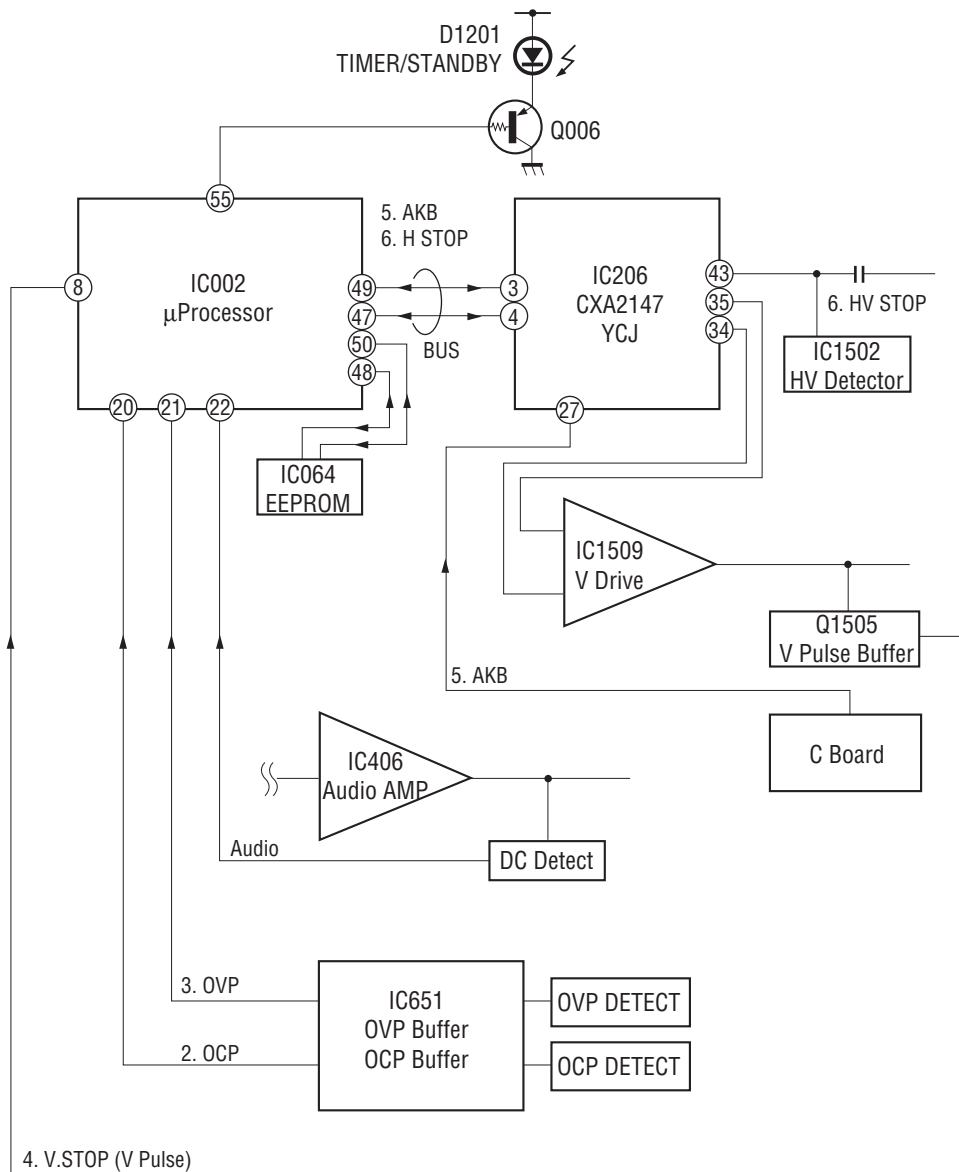 D1201
TIMER/STANDBY
Q006
55
5. AKB
6. H STOP
8
IC002
µProcessor
49
47
50
48
BUS
3
4
IC206
CXA2147
YCJ
43
35
34
6. HV STOP
IC1502
HV Detector
20
21
22
27
IC064
EEPROM
IC1509
V Drive
Q1505
V Pulse Buffer
5. AKB
C Board
IC406
Audio AMP
Audio
DC Detect
3. OVP
2. OCP
IC651
OVP Buffer
OCP Buffer
OVP DETECT
OCP DETECT
4. V.STOP (V Pulse)